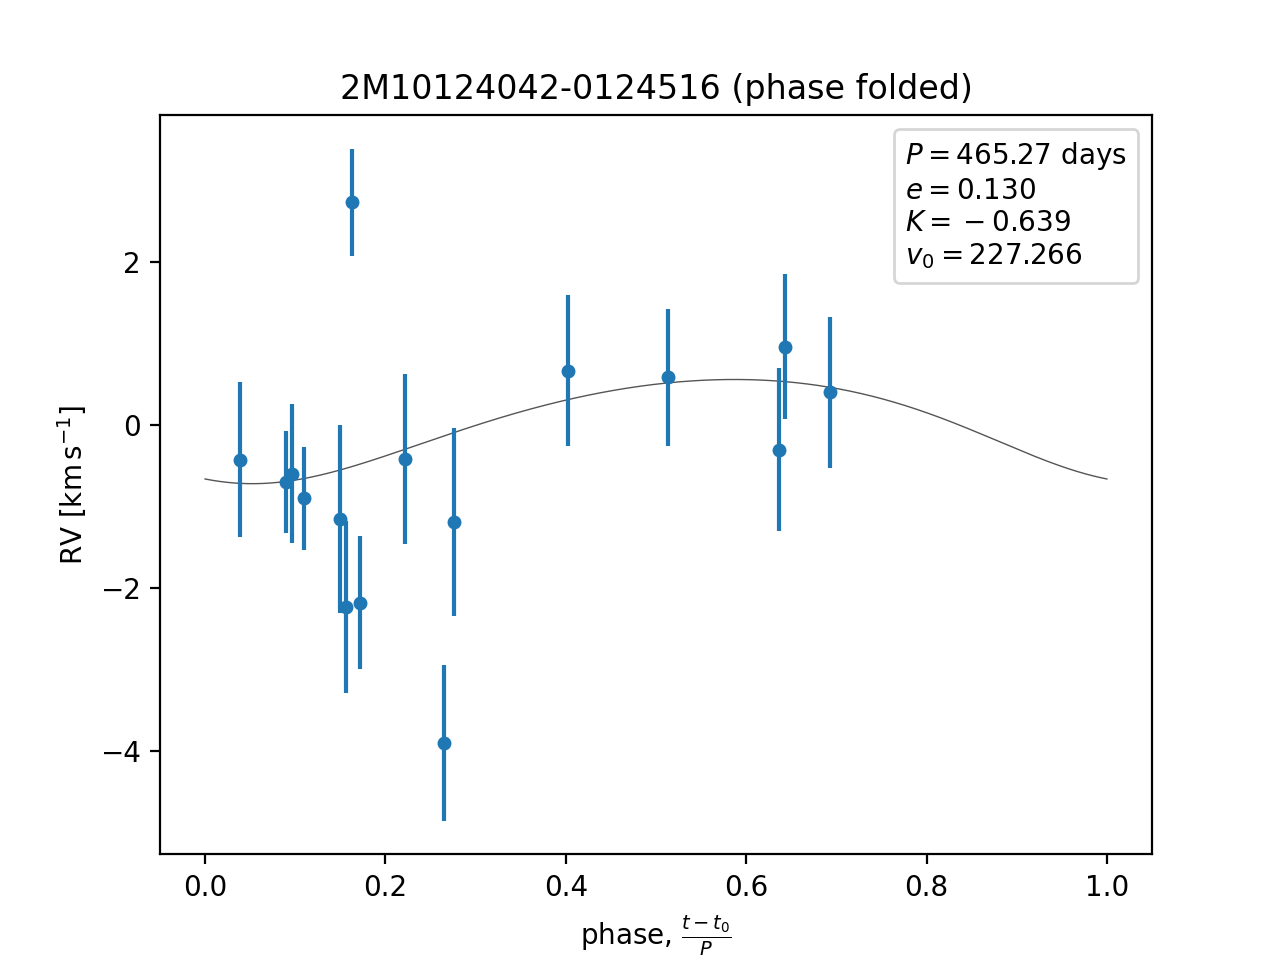 2M10124042-0124516 (phase folded)
P = 465.27 days
e = 0.130
K = −0.639
v₀ = 227.266
RV [km s⁻¹]
2
0
−2
−4
0.0 0.2 0.4 0.6 0.8 1.0
phase, (t − t₀)/P